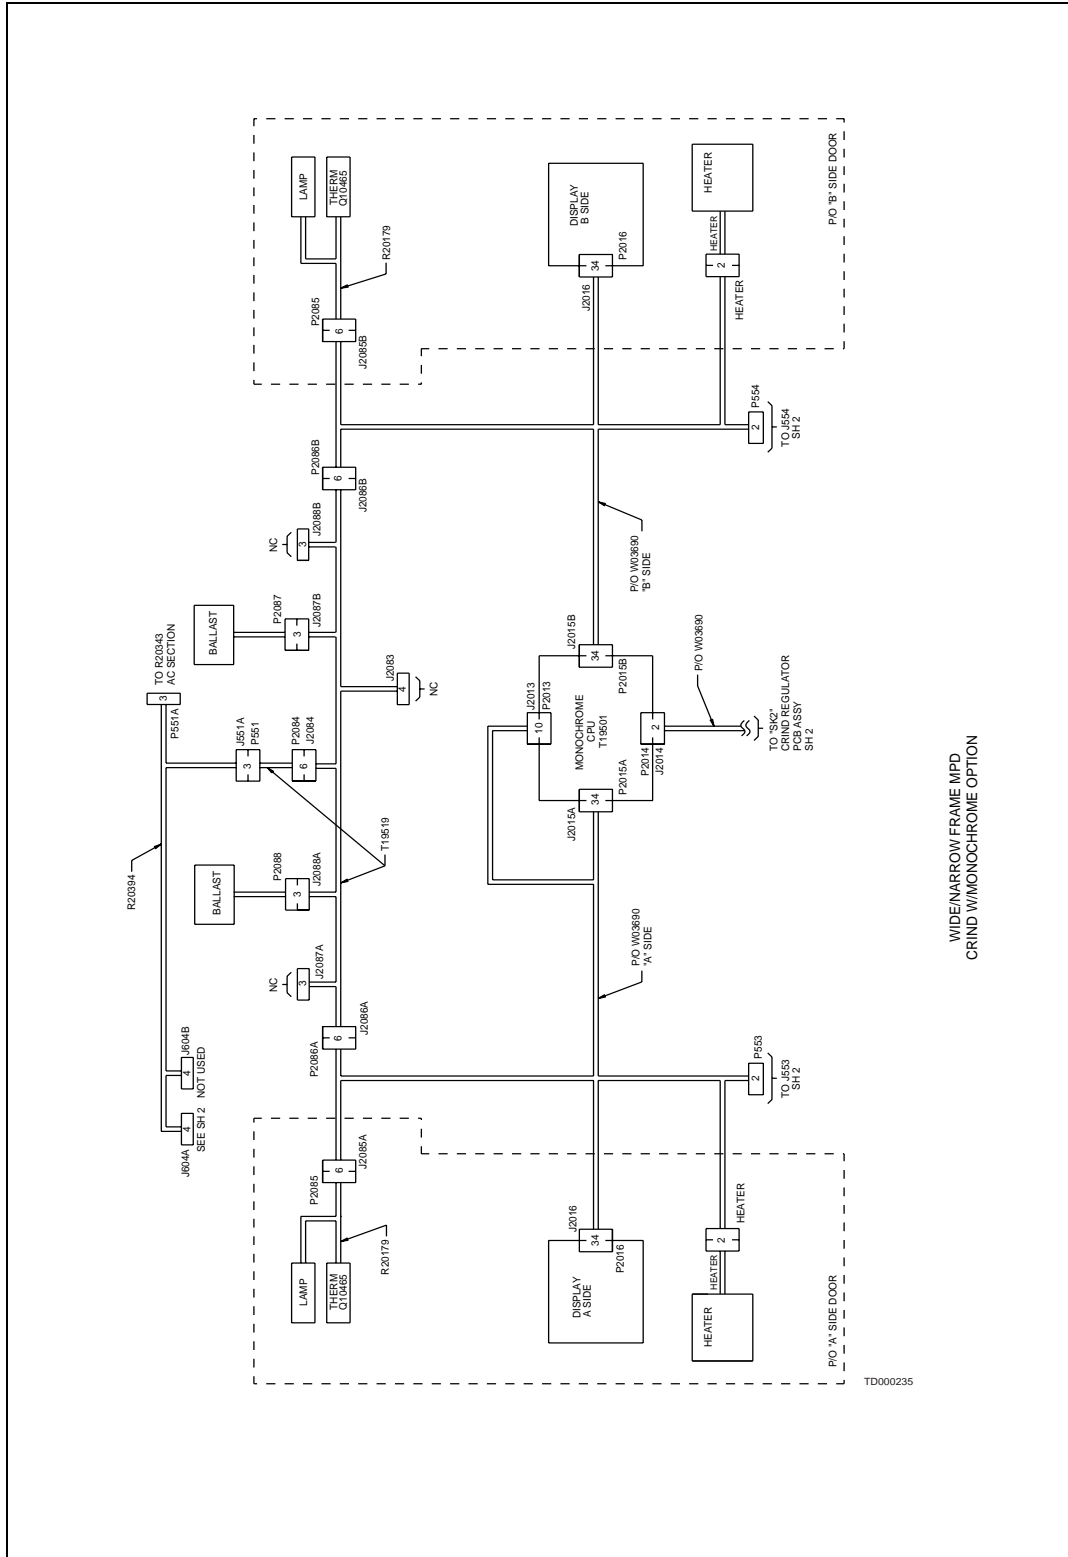 J604A
4
SEE SH 2
J604B
4
NOT USED
R20394
TO R20343
AC SECTION
3
P551A
J551A
P551
3
P2084
J2084
6
T19519
BALLAST
P2088
3
J2088A
BALLAST
P2087
3
J2087B
NC
3
J2087A
NC
3
J2088B
P2086A
6
J2086A
P2086B
6
J2086B
J2083
4
NC
LAMP
THERM
Q10465
R20179
P2085
6
J2085A
LAMP
THERM
Q10465
R20179
P2085
6
J2085B
DISPLAY
A SIDE
J2016
34
P2016
DISPLAY
B SIDE
J2016
34
P2016
P/O W03690
"A" SIDE
P/O W03690
"B" SIDE
J2015A
34
P2015A
J2013
P2013
10
MONOCHROME
CPU
T19501
J2015B
34
P2015B
P2014
J2014
2
P/O W03690
TO "SK2"
CRIND REGULATOR
PCB ASSY
SH 2
HEATER
HEATER
2
HEATER
P/O "A" SIDE DOOR
HEATER
HEATER
2
HEATER
P/O "B" SIDE DOOR
2
P553
TO J553
SH 2
2
P554
TO J554
SH 2
WIDE/NARROW FRAME MPD
CRIND W/MONOCHROME OPTION
TD000235